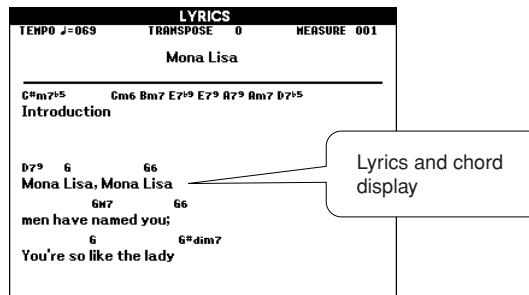 LYRICS
TEMPO ♩=069 TRANSPOSE 0 MEASURE 001
Mona Lisa
C#m7♭5 Cm6 Bm7 E7♭9 E7⁹ A7⁹ Am7 D7♭5
Introduction
D7⁹ G G6
Mona Lisa, Mona Lisa
GM7 G6
men have named you;
G G#dim7
You're so like the lady
Lyrics and chord
display